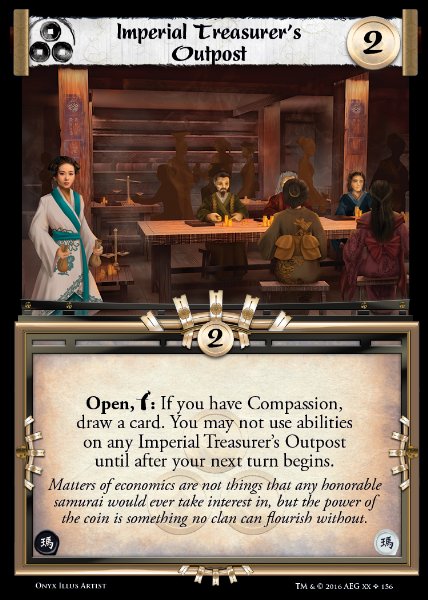 Imperial Treasurer's
Outpost
2
2
Open, : If you have Compassion,
draw a card. You may not use abilities
on any Imperial Treasurer's Outpost
until after your next turn begins.
Matters of economics are not things that any honorable
samurai would ever take interest in, but the power of
the coin is something no clan can flourish without.
瑪
瑪
Onyx Illus Artist
TM & © 2016 AEG XX ❖ 156